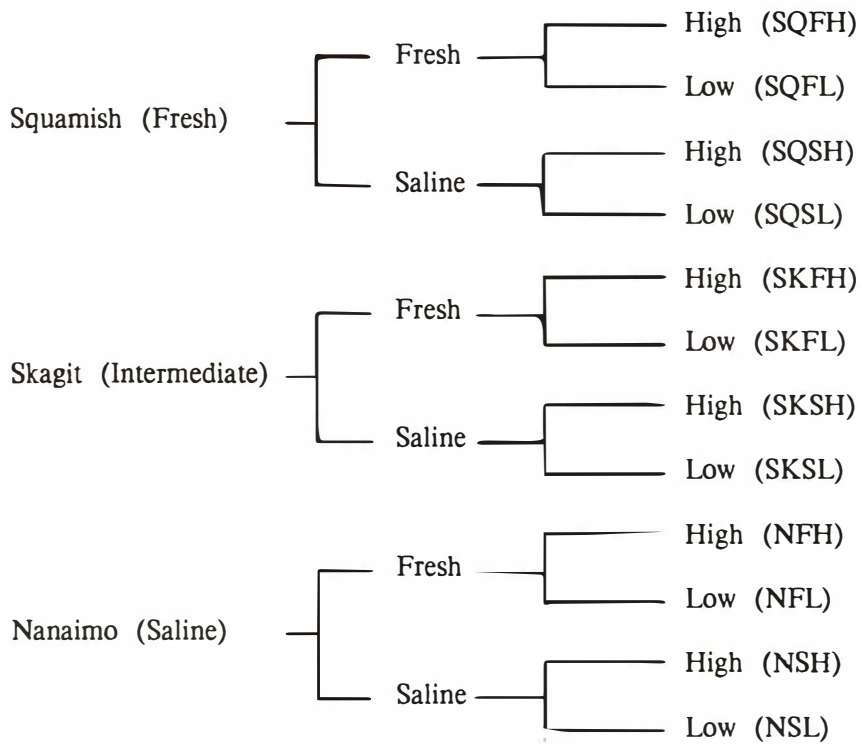 High (SQFH)
Fresh
Low (SQFL)
Squamish (Fresh)
High (SQSH)
Saline
Low (SQSL)
High (SKFH)
Fresh
Low (SKFL)
Skagit (Intermediate)
High (SKSH)
Saline
Low (SKSL)
High (NFH)
Fresh
Low (NFL)
Nanaimo (Saline)
High (NSH)
Saline
Low (NSL)